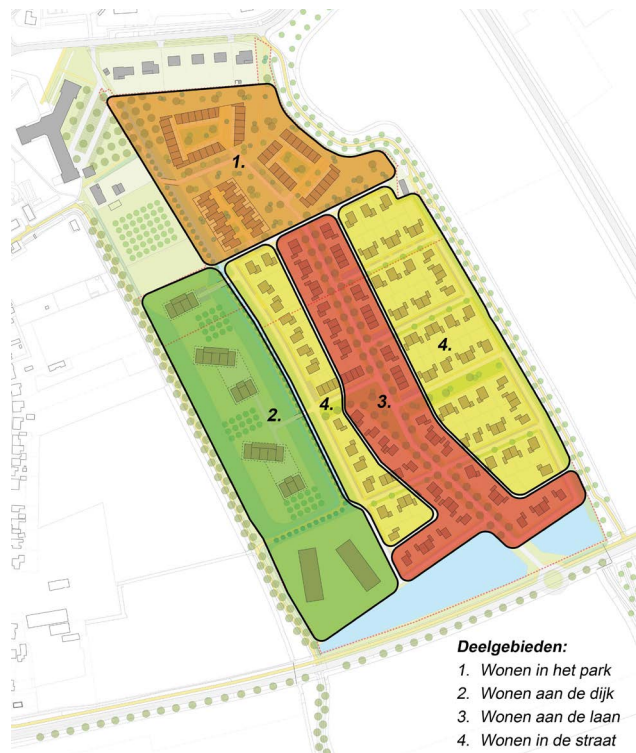 1.
4.
2.
4.
3.
Deelgebieden:
1. Wonen in het park
2. Wonen aan de dijk
3. Wonen aan de laan
4. Wonen in de straat